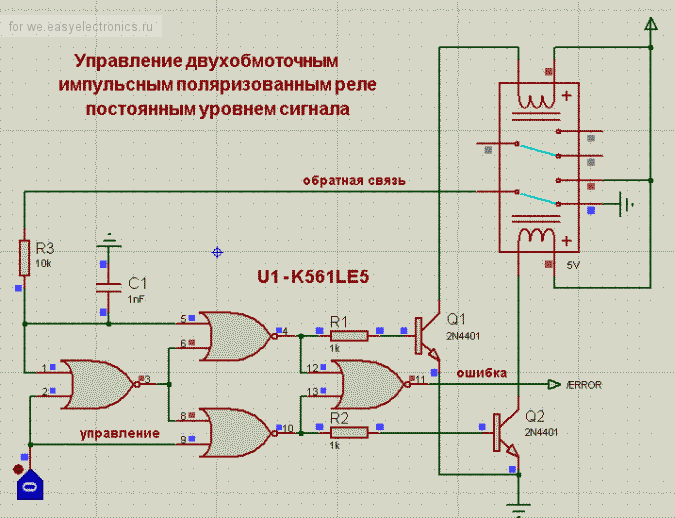 for we.easyelectronics.ru
Управление двухобмоточным
импульсным поляризованным реле
постоянным уровнем сигнала
+
обратная связь
+
R3
10k
C1
1nF
U1 - K561LE5
5V
5
4
6
R1
1k
Q1
2N4401
1
3
2
12
11
13
ошибка
/ERROR
8
10
9
управление
R2
1k
Q2
2N4401
0